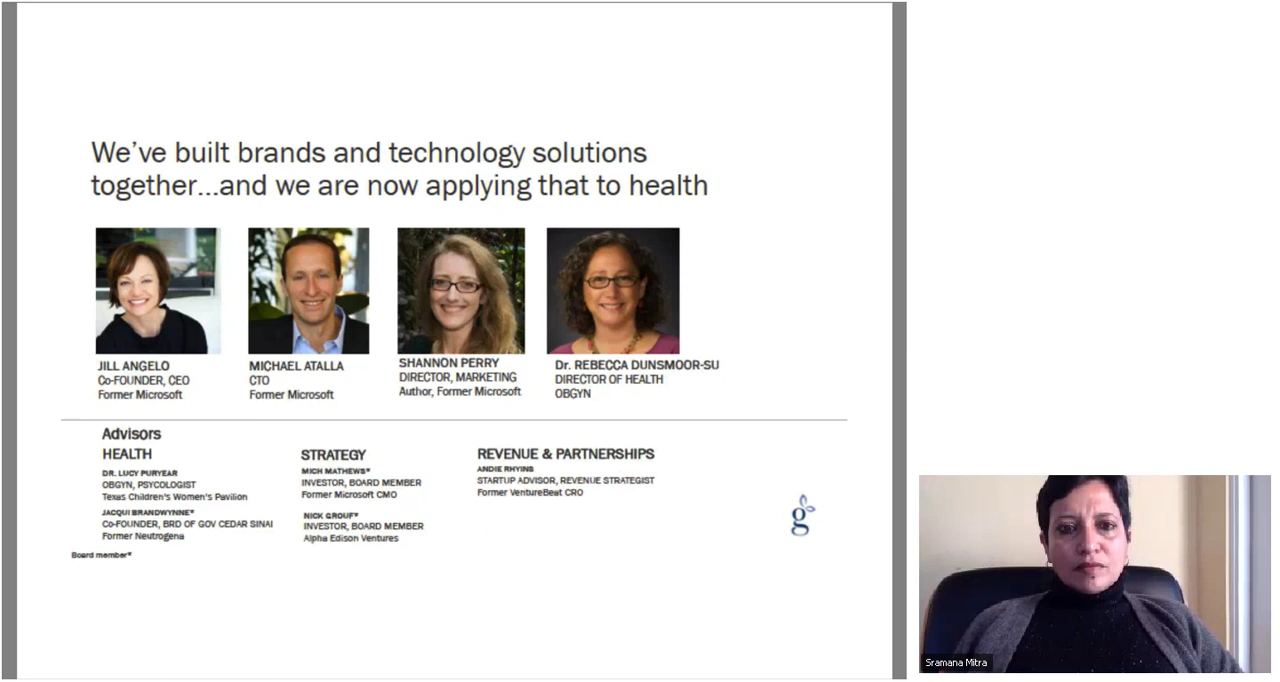 We've built brands and technology solutions
together...and we are now applying that to health
JILL ANGELO
Co-FOUNDER, CEO
Former Microsoft
MICHAEL ATALLA
CTO
Former Microsoft
SHANNON PERRY
DIRECTOR, MARKETING
Author, Former Microsoft
Dr. REBECCA DUNSMOOR-SU
DIRECTOR OF HEALTH
OBGYN
Advisors
HEALTH
DR. LUCY PURYEAR
OBGYN, PSYCOLOGIST
Texas Children's Women's Pavilion
JACQUI BRANDWYNNE*
Co-FOUNDER, BRD OF GOV CEDAR SINAI
Former Neutrogena
Board member*
STRATEGY
MICH MATHEWS*
INVESTOR, BOARD MEMBER
Former Microsoft CMO
NICK GROUF*
INVESTOR, BOARD MEMBER
Alpha Edison Ventures
REVENUE & PARTNERSHIPS
ANDIE RHYINS
STARTUP ADVISOR, REVENUE STRATEGIST
Former VentureBeat CRO
g
Sramana Mitra